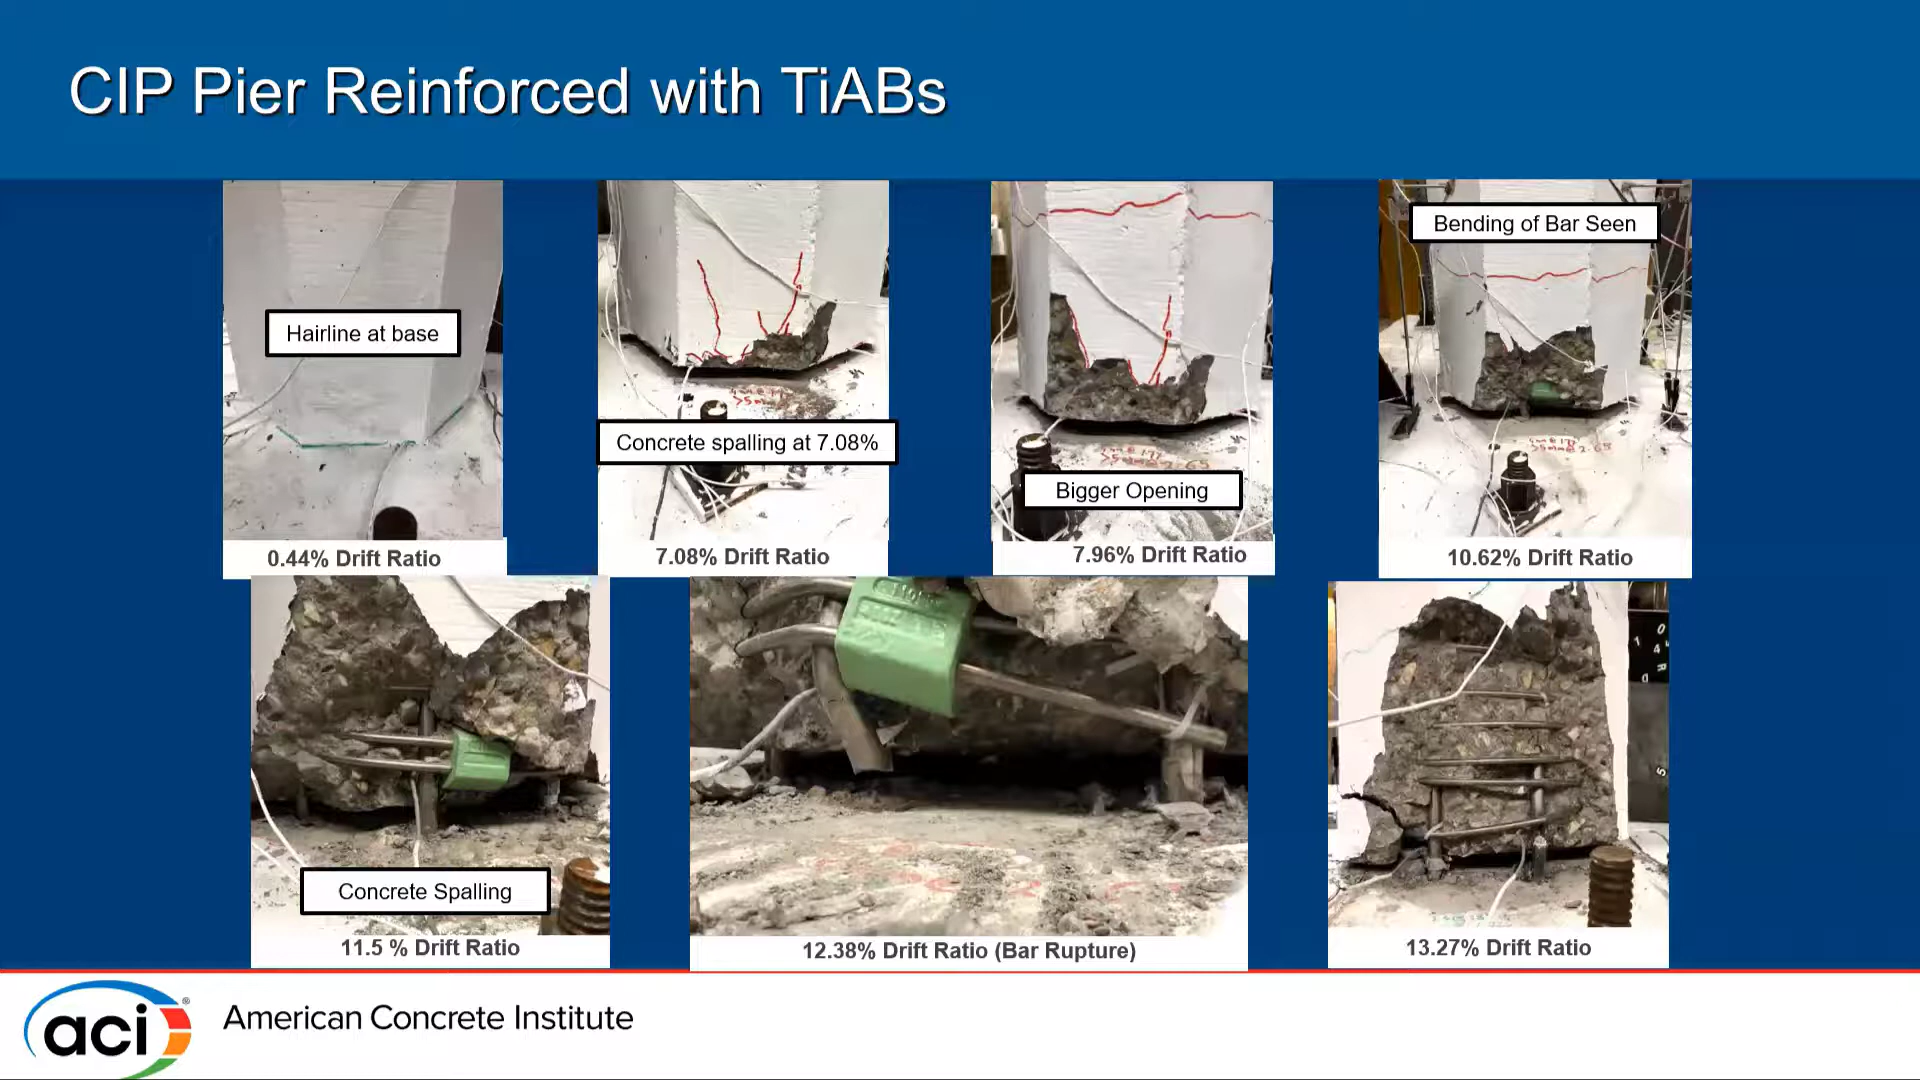 CIP Pier Reinforced with TiABs
Hairline at base
0.44% Drift Ratio
Concrete spalling at 7.08%
7.08% Drift Ratio
Bigger Opening
7.96% Drift Ratio
Bending of Bar Seen
10.62% Drift Ratio
Concrete Spalling
11.5 % Drift Ratio
12.38% Drift Ratio (Bar Rupture)
13.27% Drift Ratio
aci ®
American Concrete Institute